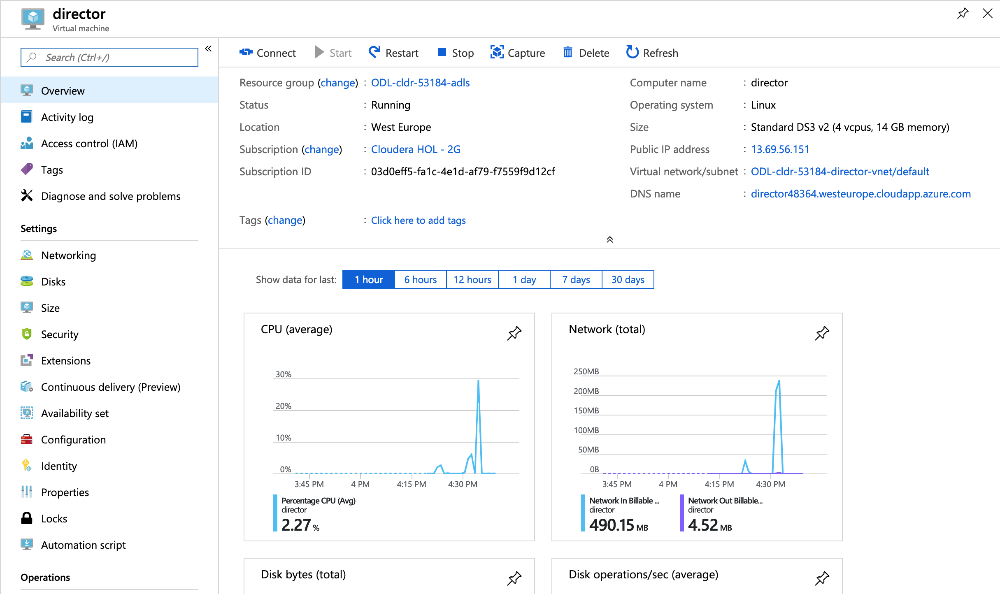 director
Virtual machine
Search (Ctrl+/)
Overview
Activity log
Access control (IAM)
Tags
Diagnose and solve problems
Settings
Networking
Disks
Size
Security
Extensions
Continuous delivery (Preview)
Availability set
Configuration
Identity
Properties
Locks
Automation script
Operations
Connect Start Restart Stop Capture Delete Refresh
Resource group (change) : ODL-cldr-53184-adls
Status : Running
Location : West Europe
Subscription (change) : Cloudera HOL - 2G
Subscription ID : 03d0eff5-fa1c-4e1d-af79-f7559f9d12cf
Tags (change) : Click here to add tags
Computer name : director
Operating system : Linux
Size : Standard DS3 v2 (4 vcpus, 14 GB memory)
Public IP address : 13.69.56.151
Virtual network/subnet : ODL-cldr-53184-director-vnet/default
DNS name : director48364.westeurope.cloudapp.azure.com
Show data for last: 1 hour 6 hours 12 hours 1 day 7 days 30 days
CPU (average)
30%
20%
10%
0%
3:45 PM 4 PM 4:15 PM 4:30 PM
Percentage CPU (Avg)
director
2.27 %
Network (total)
250MB
200MB
150MB
100MB
50MB
0B
3:45 PM 4 PM 4:15 PM 4:30 PM
Network In Billable ...
director
490.15 MB
Network Out Billable...
director
4.52 MB
Disk bytes (total)
Disk operations/sec (average)